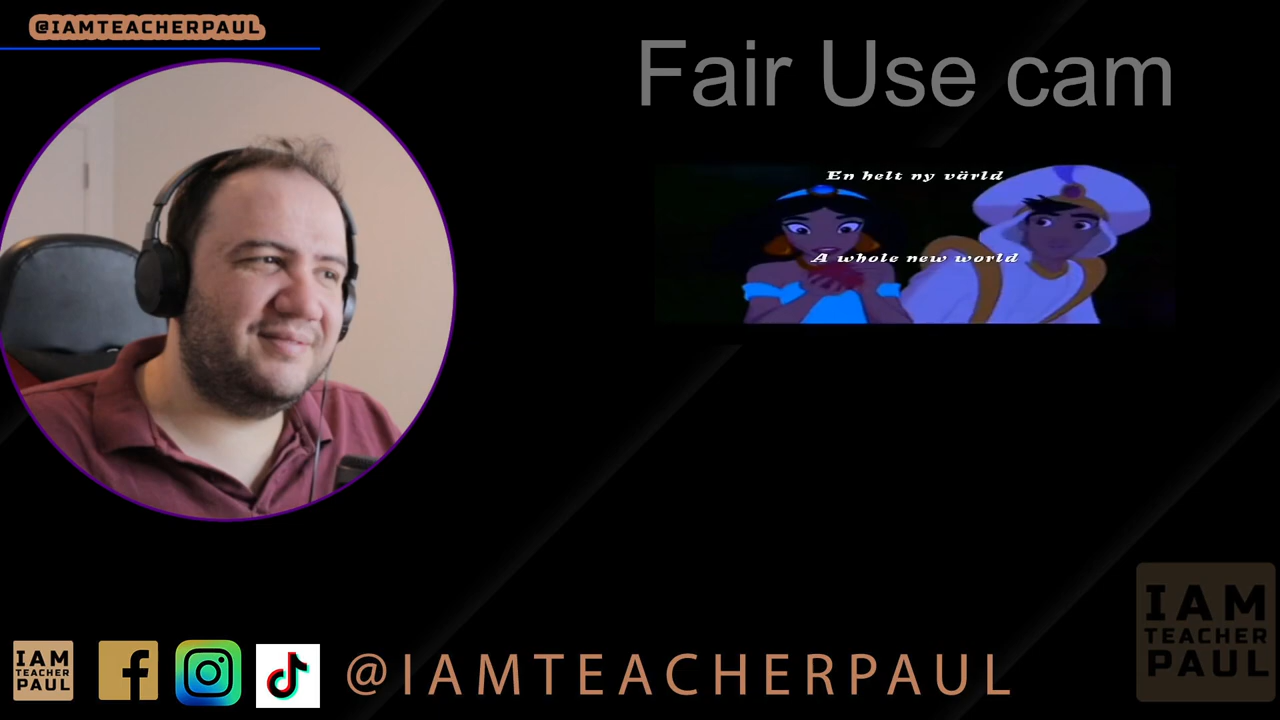 @IAMTEACHERPAUL
Fair Use cam
En helt ny värld
A whole new world
IAM
TEACHER
PAUL
IAM
TEACHER
PAUL
@IAMTEACHERPAUL